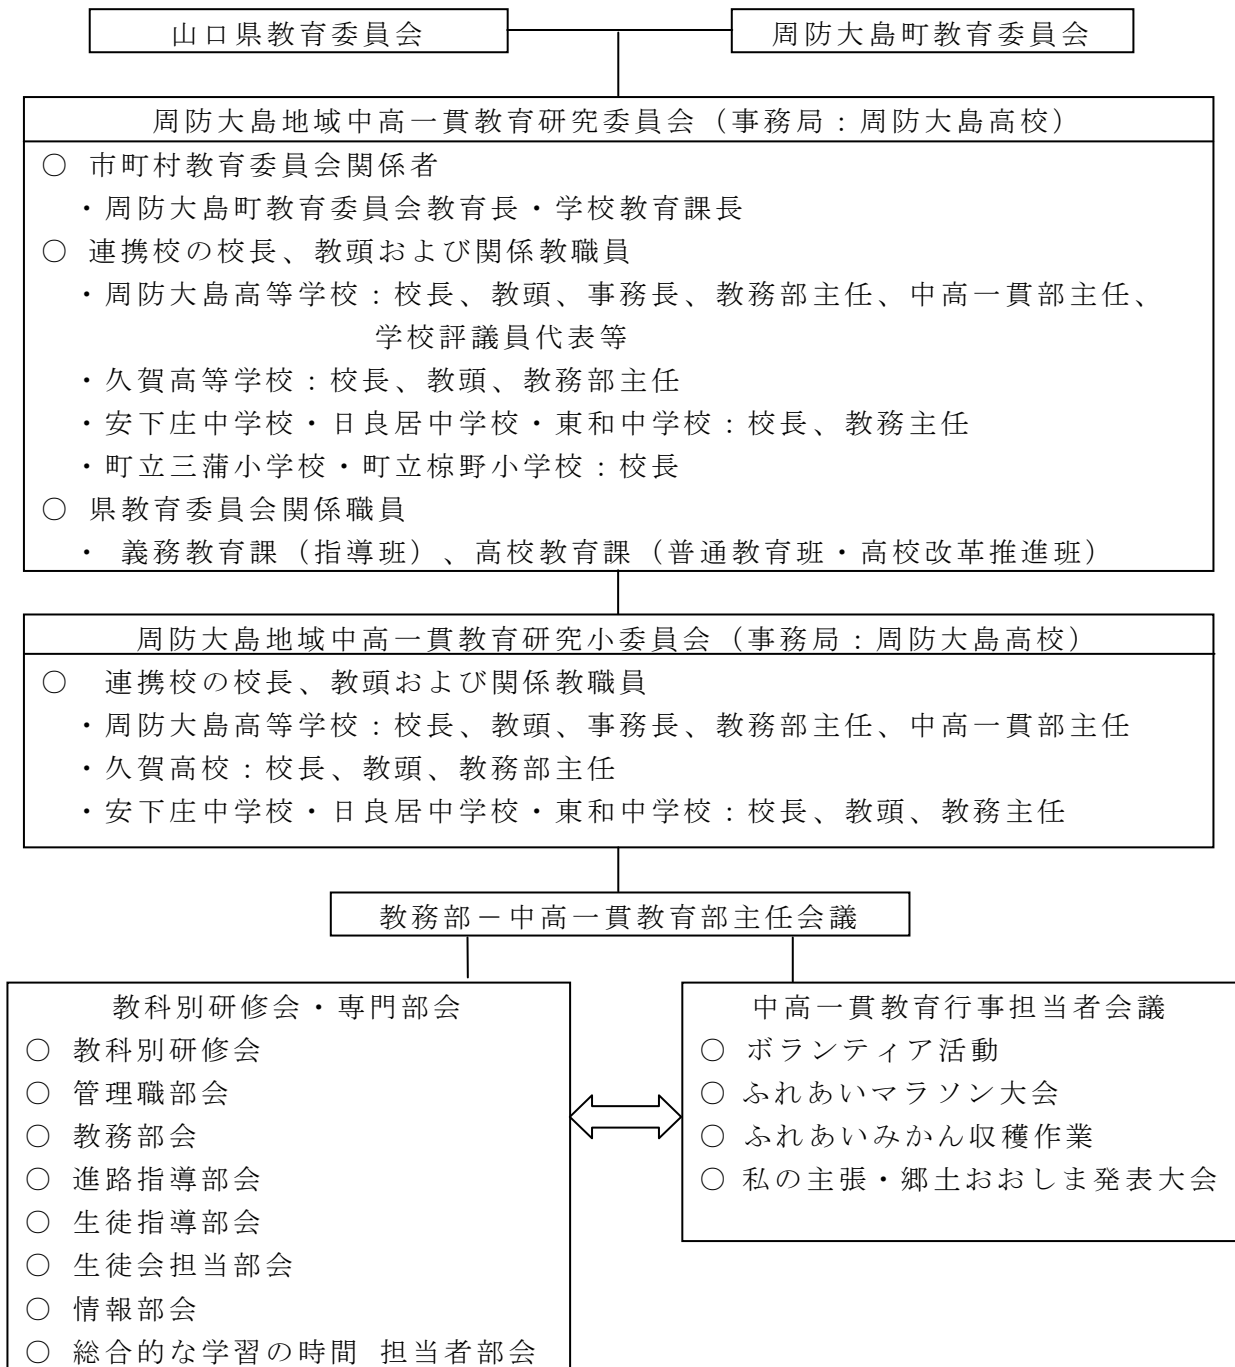 山口県教育委員会
周防大島町教育委員会
周防大島地域中高一貫教育研究委員会（事務局：周防大島高校）
○ 市町村教育委員会関係者
・周防大島町教育委員会教育長・学校教育課長
○ 連携校の校長、教頭および関係教職員
・周防大島高等学校：校長、教頭、事務長、教務部主任、中高一貫部主任、
学校評議員代表等
・久賀高等学校：校長、教頭、教務部主任
・安下庄中学校・日良居中学校・東和中学校：校長、教務主任
・町立三蒲小学校・町立椋野小学校：校長
○ 県教育委員会関係職員
・ 義務教育課（指導班）、高校教育課（普通教育班・高校改革推進班）
周防大島地域中高一貫教育研究小委員会（事務局：周防大島高校）
○ 連携校の校長、教頭および関係教職員
・周防大島高等学校：校長、教頭、事務長、教務部主任、中高一貫部主任
・久賀高校：校長、教頭、教務部主任
・安下庄中学校・日良居中学校・東和中学校：校長、教頭、教務主任
教務部－中高一貫教育部主任会議
教科別研修会・専門部会
○ 教科別研修会
○ 管理職部会
○ 教務部会
○ 進路指導部会
○ 生徒指導部会
○ 生徒会担当部会
○ 情報部会
○ 総合的な学習の時間 担当者部会
中高一貫教育行事担当者会議
○ ボランティア活動
○ ふれあいマラソン大会
○ ふれあいみかん収穫作業
○ 私の主張・郷土おおしま発表大会